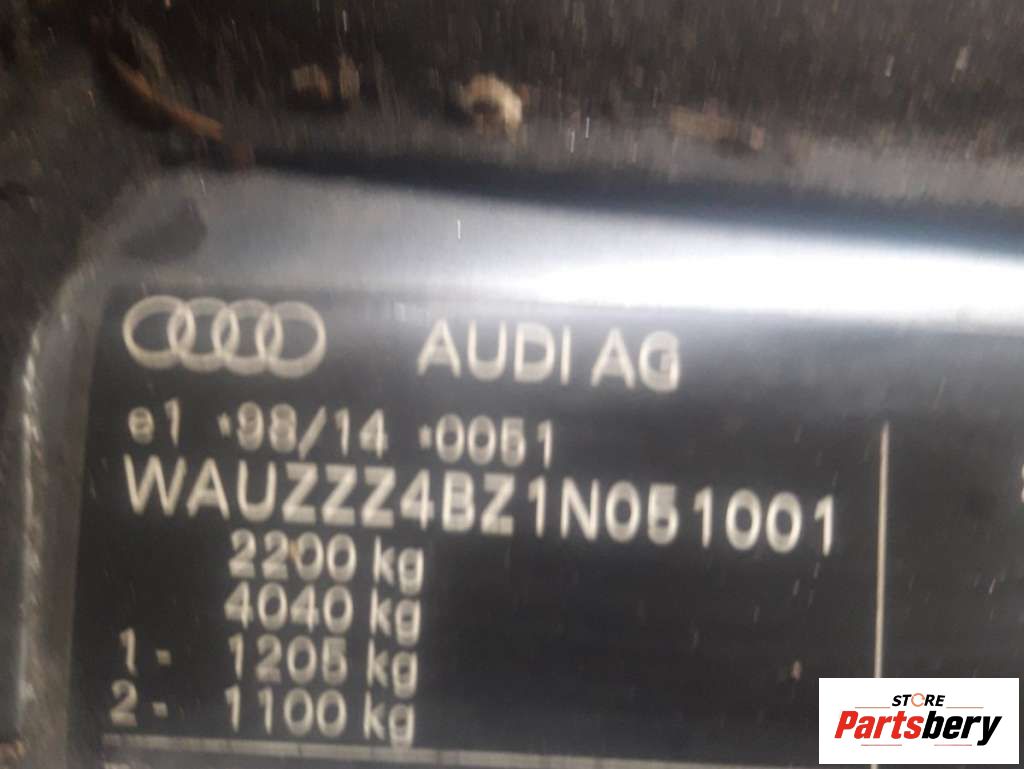 AUDI AG
e1 *98/14 *0051
WAUZZZ4BZ1N051001
2200 kg
4040 kg
1- 1205 kg
2- 1100 kg
STORE
Partsbery